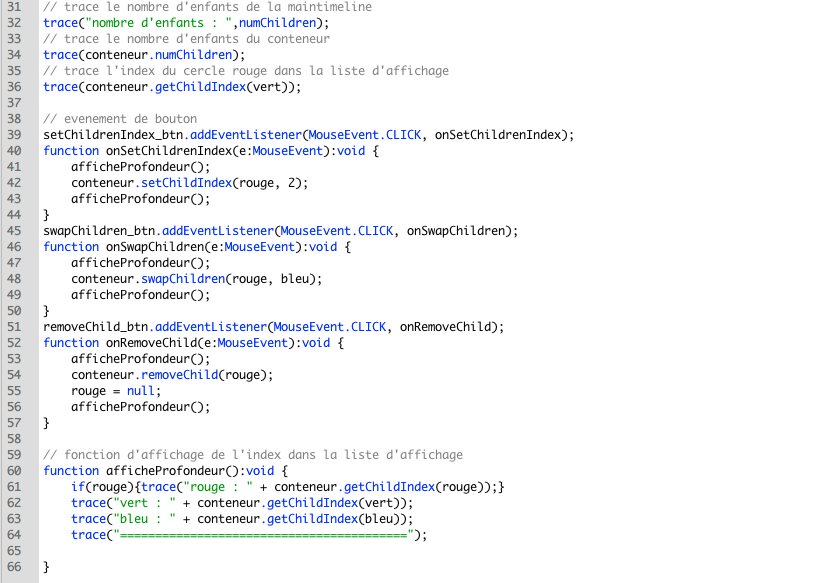 31 // trace le nombre d'enfants de la maintimeline
32 trace("nombre d'enfants : ",numChildren);
33 // trace le nombre d'enfants du conteneur
34 trace(conteneur.numChildren);
35 // trace l'index du cercle rouge dans la liste d'affichage
36 trace(conteneur.getChildIndex(vert));
37
38 // evenement de bouton
39 setChildrenIndex_btn.addEventListener(MouseEvent.CLICK, onSetChildrenIndex);
40 function onSetChildrenIndex(e:MouseEvent):void {
41     afficheProfondeur();
42     conteneur.setChildIndex(rouge, 2);
43     afficheProfondeur();
44 }
45 swapChildren_btn.addEventListener(MouseEvent.CLICK, onSwapChildren);
46 function onSwapChildren(e:MouseEvent):void {
47     afficheProfondeur();
48     conteneur.swapChildren(rouge, bleu);
49     afficheProfondeur();
50 }
51 removeChild_btn.addEventListener(MouseEvent.CLICK, onRemoveChild);
52 function onRemoveChild(e:MouseEvent):void {
53     afficheProfondeur();
54     conteneur.removeChild(rouge);
55     rouge = null;
56     afficheProfondeur();
57 }
58
59 // fonction d'affichage de l'index dans la liste d'affichage
60 function afficheProfondeur():void {
61     if(rouge){trace("rouge : " + conteneur.getChildIndex(rouge));}
62     trace("vert : " + conteneur.getChildIndex(vert));
63     trace("bleu : " + conteneur.getChildIndex(bleu));
64     trace("=========================================");
65
66 }